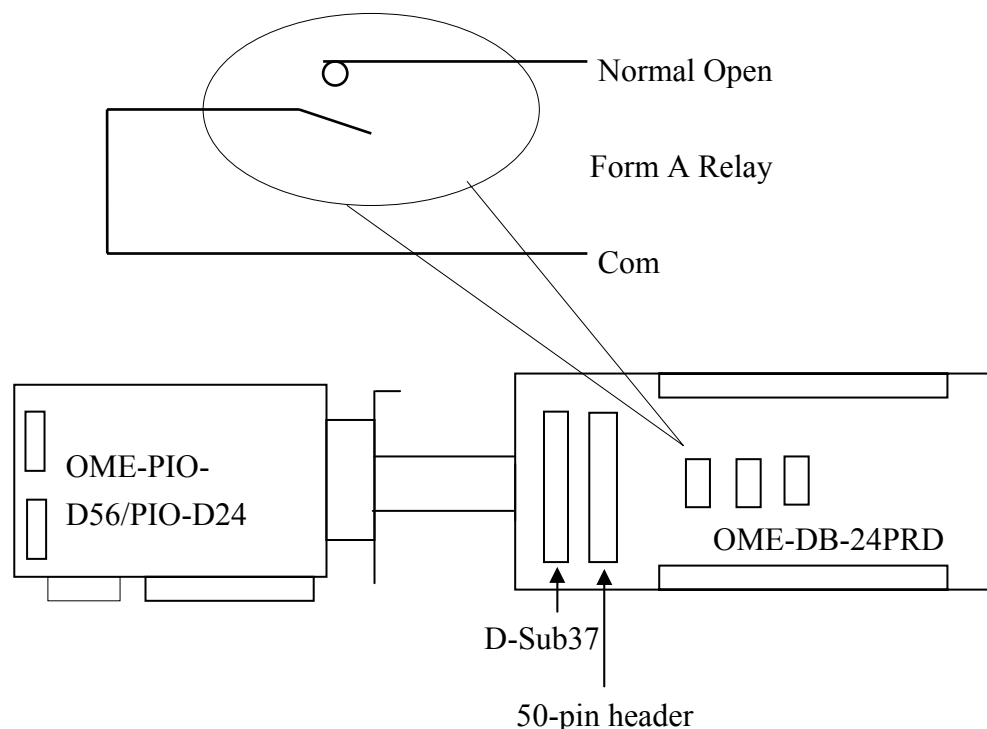 Normal Open
Form A Relay
Com
OME-PIO-
D56/PIO-D24
OME-DB-24PRD
D-Sub37
50-pin header